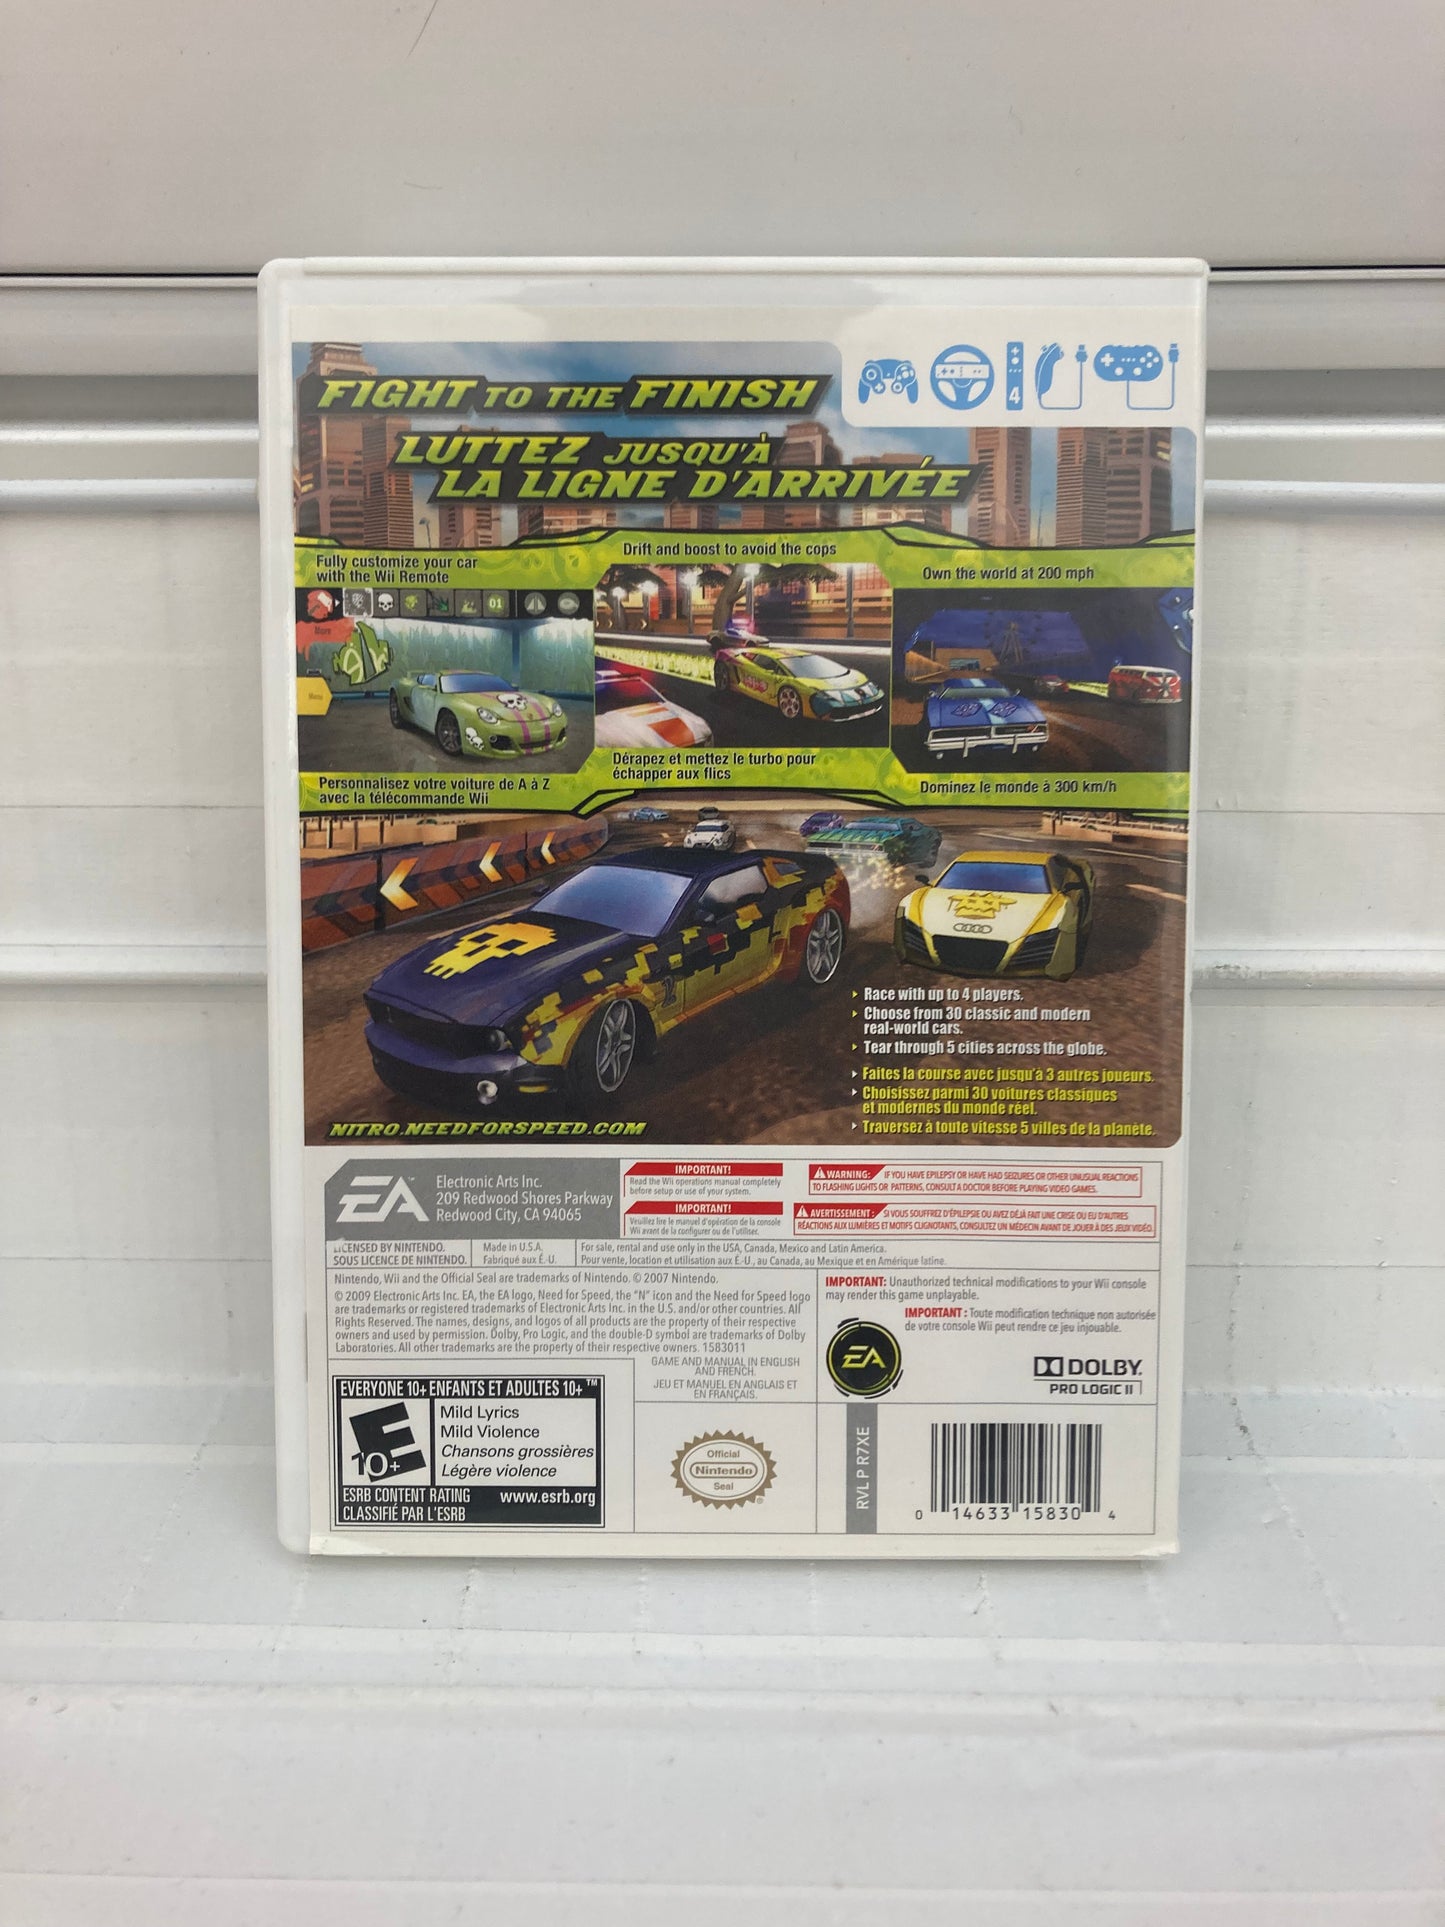 FIGHT TO THE FINISH
LUTTEZ JUSQU'À
LA LIGNE D'ARRIVÉE
4
Fully customize your car
with the Wii Remote
Drift and boost to avoid the cops
Own the world at 200 mph
01
More
Personnalisez votre voiture de A à Z
avec la télécommande Wii
Dérapez et mettez le turbo pour
échapper aux flics
Dominez le monde à 300 km/h
Race with up to 4 players.
Choose from 30 classic and modern
real-world cars.
Tear through 5 cities across the globe.
Faites la course avec jusqu'à 3 autres joueurs.
Choisissez parmi 30 voitures classiques
et modernes du monde réel.
Traversez à toute vitesse 5 villes de la planète.
NITRO.NEEDFORSPEED.COM
EA™
Electronic Arts Inc.
209 Redwood Shores Parkway
Redwood City, CA 94065
IMPORTANT!
Read the Wii operations manual completely
before setup or use of your system.
IMPORTANT!
Veuillez lire le manuel d'opération de la console
Wii avant de la configurer ou de l'utiliser.
WARNING: IF YOU HAVE EPILEPSY OR HAVE HAD SEIZURES OR OTHER UNUSUAL REACTIONS
TO FLASHING LIGHTS OR PATTERNS, CONSULT A DOCTOR BEFORE PLAYING VIDEO GAMES.
AVERTISSEMENT: SI VOUS SOUFFREZ D'ÉPILEPSIE OU AVEZ DÉJÀ FAIT UNE CRISE OU EU D'AUTRES
RÉACTIONS AUX LUMIÈRES ET MOTIFS CLIGNOTANTS, CONSULTEZ UN MÉDECIN AVANT DE JOUER À DES JEUX VIDÉO.
LICENSED BY NINTENDO.
SOUS LICENCE DE NINTENDO.
Made in U.S.A.
Fabriqué aux É.-U.
For sale, rental and use only in the USA, Canada, Mexico and Latin America.
Pour vente, location et utilisation aux É.-U., au Canada, au Mexique et en Amérique latine.
Nintendo, Wii and the Official Seal are trademarks of Nintendo. © 2007 Nintendo.
© 2009 Electronic Arts Inc. EA, the EA logo, Need for Speed, the "N" icon and the Need for Speed logo
are trademarks or registered trademarks of Electronic Arts Inc. in the U.S. and/or other countries. All
Rights Reserved. The names, designs, and logos of all products are the property of their respective
owners and used by permission. Dolby, Pro Logic, and the double-D symbol are trademarks of Dolby
Laboratories. All other trademarks are the property of their respective owners. 1583011
IMPORTANT: Unauthorized technical modifications to your Wii console
may render this game unplayable.
IMPORTANT : Toute modification technique non autorisée
de votre console Wii peut rendre ce jeu injouable.
EA
DOLBY
PRO LOGIC II
GAME AND MANUAL IN ENGLISH
AND FRENCH.
JEU ET MANUEL EN ANGLAIS ET
EN FRANÇAIS.
EVERYONE 10+ ENFANTS ET ADULTES 10+™
E
10+
Mild Lyrics
Mild Violence
Chansons grossières
Légère violence
ESRB CONTENT RATING www.esrb.org
CLASSIFIÉ PAR L'ESRB
Official
Nintendo
Seal
®
RVL P R7XE
0 14633 15830 4